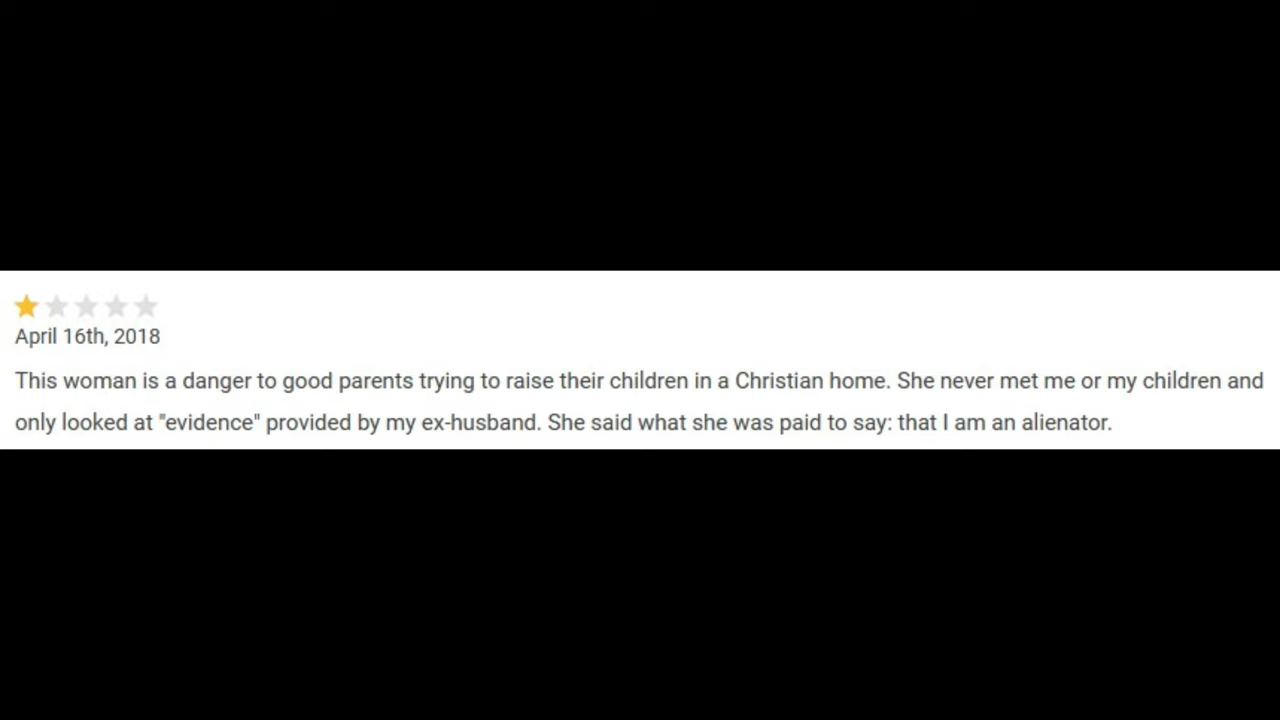 April 16th, 2018
This woman is a danger to good parents trying to raise their children in a Christian home. She never met me or my children and
only looked at "evidence" provided by my ex-husband. She said what she was paid to say: that I am an alienator.